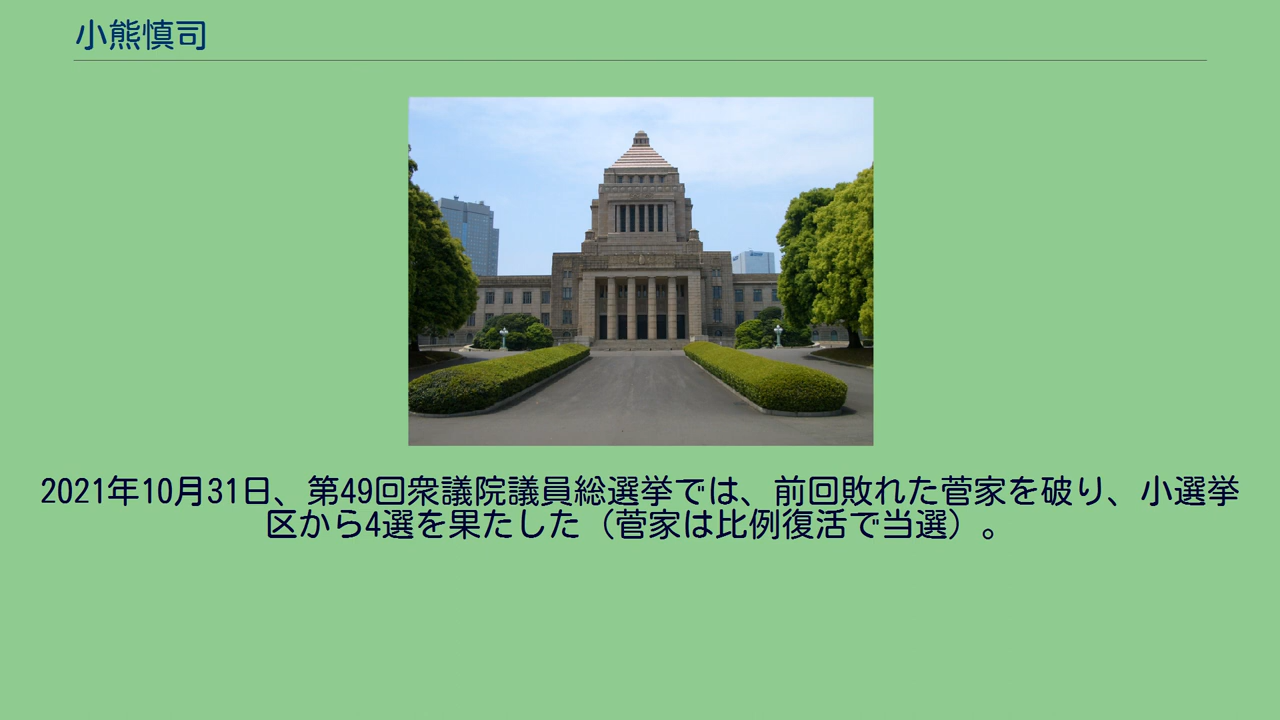 小熊慎司
2021年10月31日、第49回衆議院議員総選挙では、前回敗れた菅家を破り、小選挙
区から4選を果たした（菅家は比例復活で当選）。